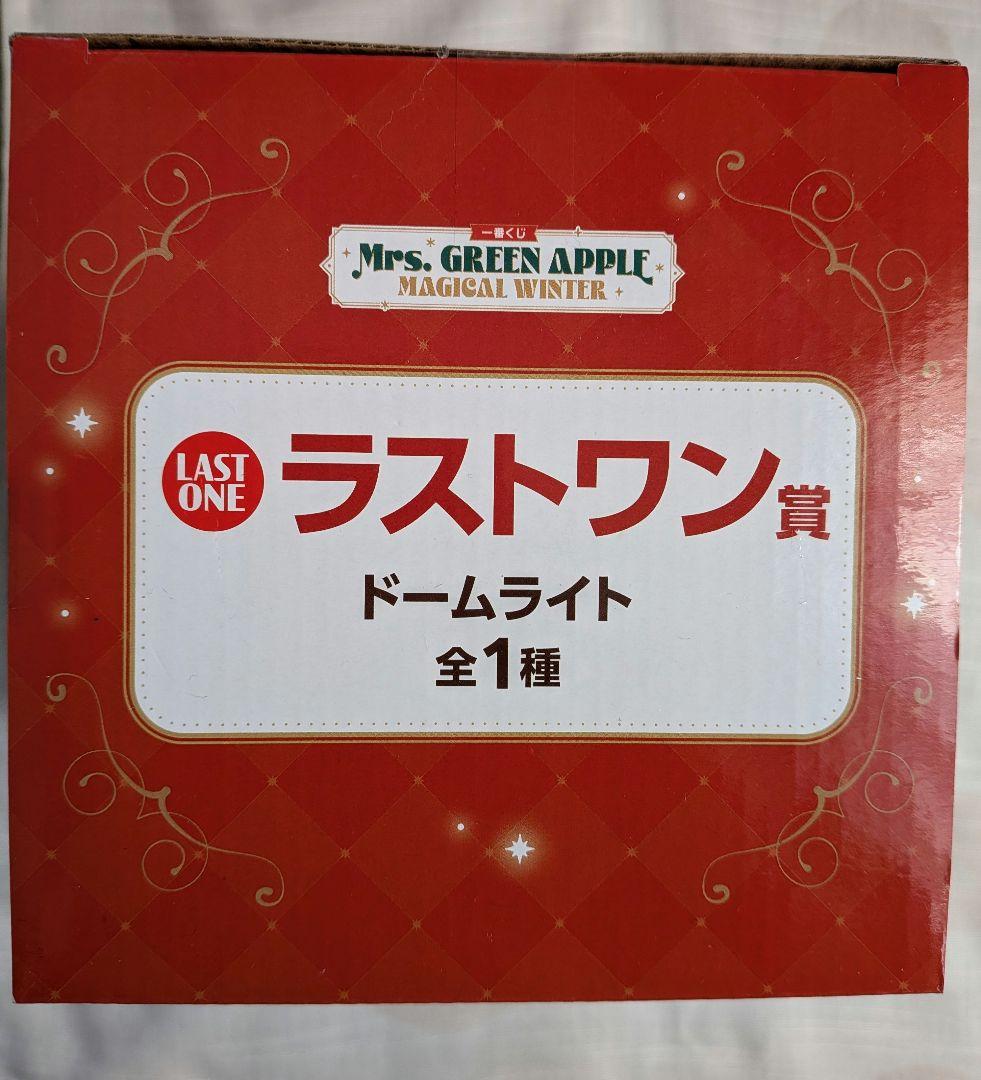 一番くじ
Mrs. GREEN APPLE
MAGICAL WINTER
LAST
ONE
ラストワン賞
ドームライト
全1種